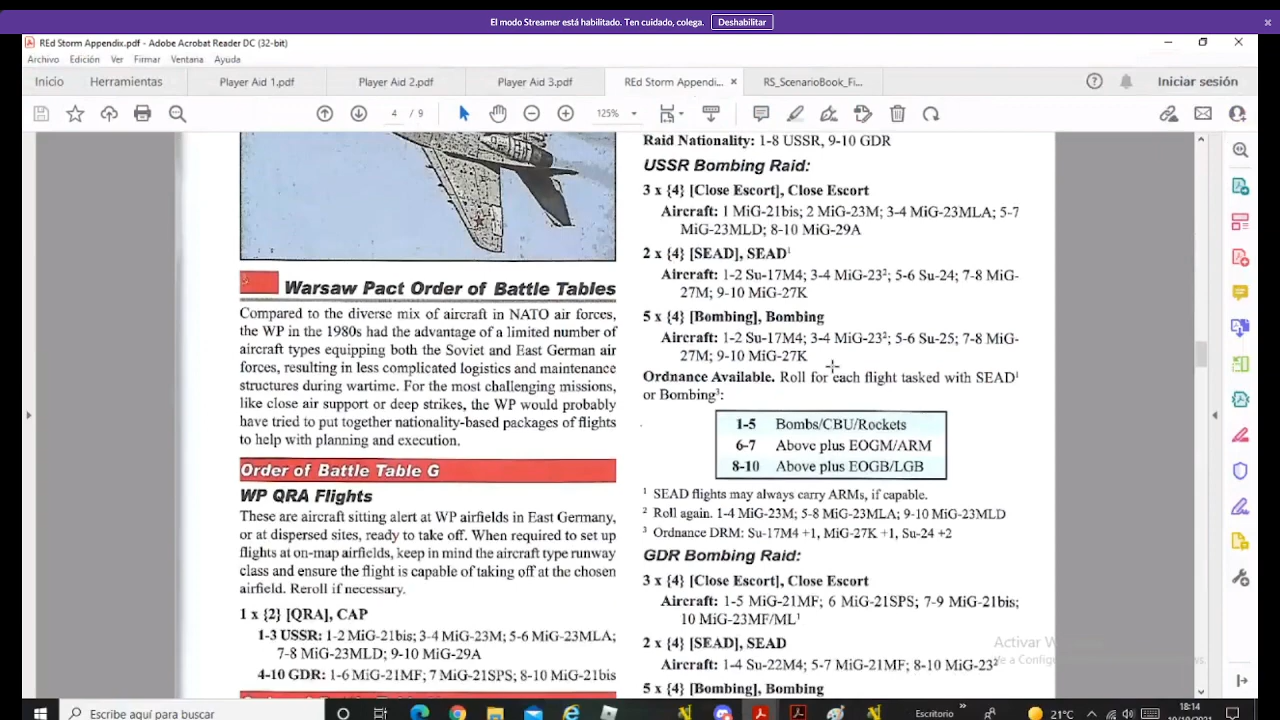 El modo Streamer está habilitado. Ten cuidado, colega. Deshabilitar
REd Storm Appendix.pdf - Adobe Acrobat Reader DC (32-bit)
Archivo Edición Ver Firmar Ventana Ayuda
Inicio Herramientas Player Aid 1.pdf Player Aid 2.pdf Player Aid 3.pdf REd Storm Appendi... RS_ScenarioBook_Fi... Iniciar sesión
4 / 9 125%
Warsaw Pact Order of Battle Tables
Compared to the diverse mix of aircraft in NATO air forces,
the WP in the 1980s had the advantage of a limited number of
aircraft types equipping both the Soviet and East German air
forces, resulting in less complicated logistics and maintenance
structures during wartime. For the most challenging missions,
like close air support or deep strikes, the WP would probably
have tried to put together nationality-based packages of flights
to help with planning and execution.
Order of Battle Table G
WP QRA Flights
These are aircraft sitting alert at WP airfields in East Germany,
or at dispersed sites, ready to take off. When required to set up
flights at on-map airfields, keep in mind the aircraft type runway
class and ensure the flight is capable of taking off at the chosen
airfield. Reroll if necessary.
1 x {2} [QRA], CAP
1-3 USSR: 1-2 MiG-21bis; 3-4 MiG-23M; 5-6 MiG-23MLA;
7-8 MiG-23MLD; 9-10 MiG-29A
4-10 GDR: 1-6 MiG-21MF; 7 MiG-21SPS; 8-10 MiG-21bis
Raid Nationality: 1-8 USSR, 9-10 GDR
USSR Bombing Raid:
3 x {4} [Close Escort], Close Escort
Aircraft: 1 MiG-21bis; 2 MiG-23M; 3-4 MiG-23MLA; 5-7
MiG-23MLD; 8-10 MiG-29A
2 x {4} [SEAD], SEAD¹
Aircraft: 1-2 Su-17M4; 3-4 MiG-23²; 5-6 Su-24; 7-8 MiG-
27M; 9-10 MiG-27K
5 x {4} [Bombing], Bombing
Aircraft: 1-2 Su-17M4; 3-4 MiG-23²; 5-6 Su-25; 7-8 MiG-
27M; 9-10 MiG-27K
Ordnance Available. Roll for each flight tasked with SEAD¹
or Bombing³:
1-5 Bombs/CBU/Rockets
6-7 Above plus EOGM/ARM
8-10 Above plus EOGB/LGB
¹ SEAD flights may always carry ARMs, if capable.
² Roll again. 1-4 MiG-23M; 5-8 MiG-23MLA; 9-10 MiG-23MLD
³ Ordnance DRM: Su-17M4 +1, MiG-27K +1, Su-24 +2
GDR Bombing Raid:
3 x {4} [Close Escort], Close Escort
Aircraft: 1-5 MiG-21MF; 6 MiG-21SPS; 7-9 MiG-21bis;
10 MiG-23MF/ML¹
2 x {4} [SEAD], SEAD
Aircraft: 1-4 Su-22M4; 5-7 MiG-21MF; 8-10 MiG-23²
5 x {4} [Bombing], Bombing
Activar
Ve a Config
Escribe aquí para buscar Escritorio 21°C 18:14